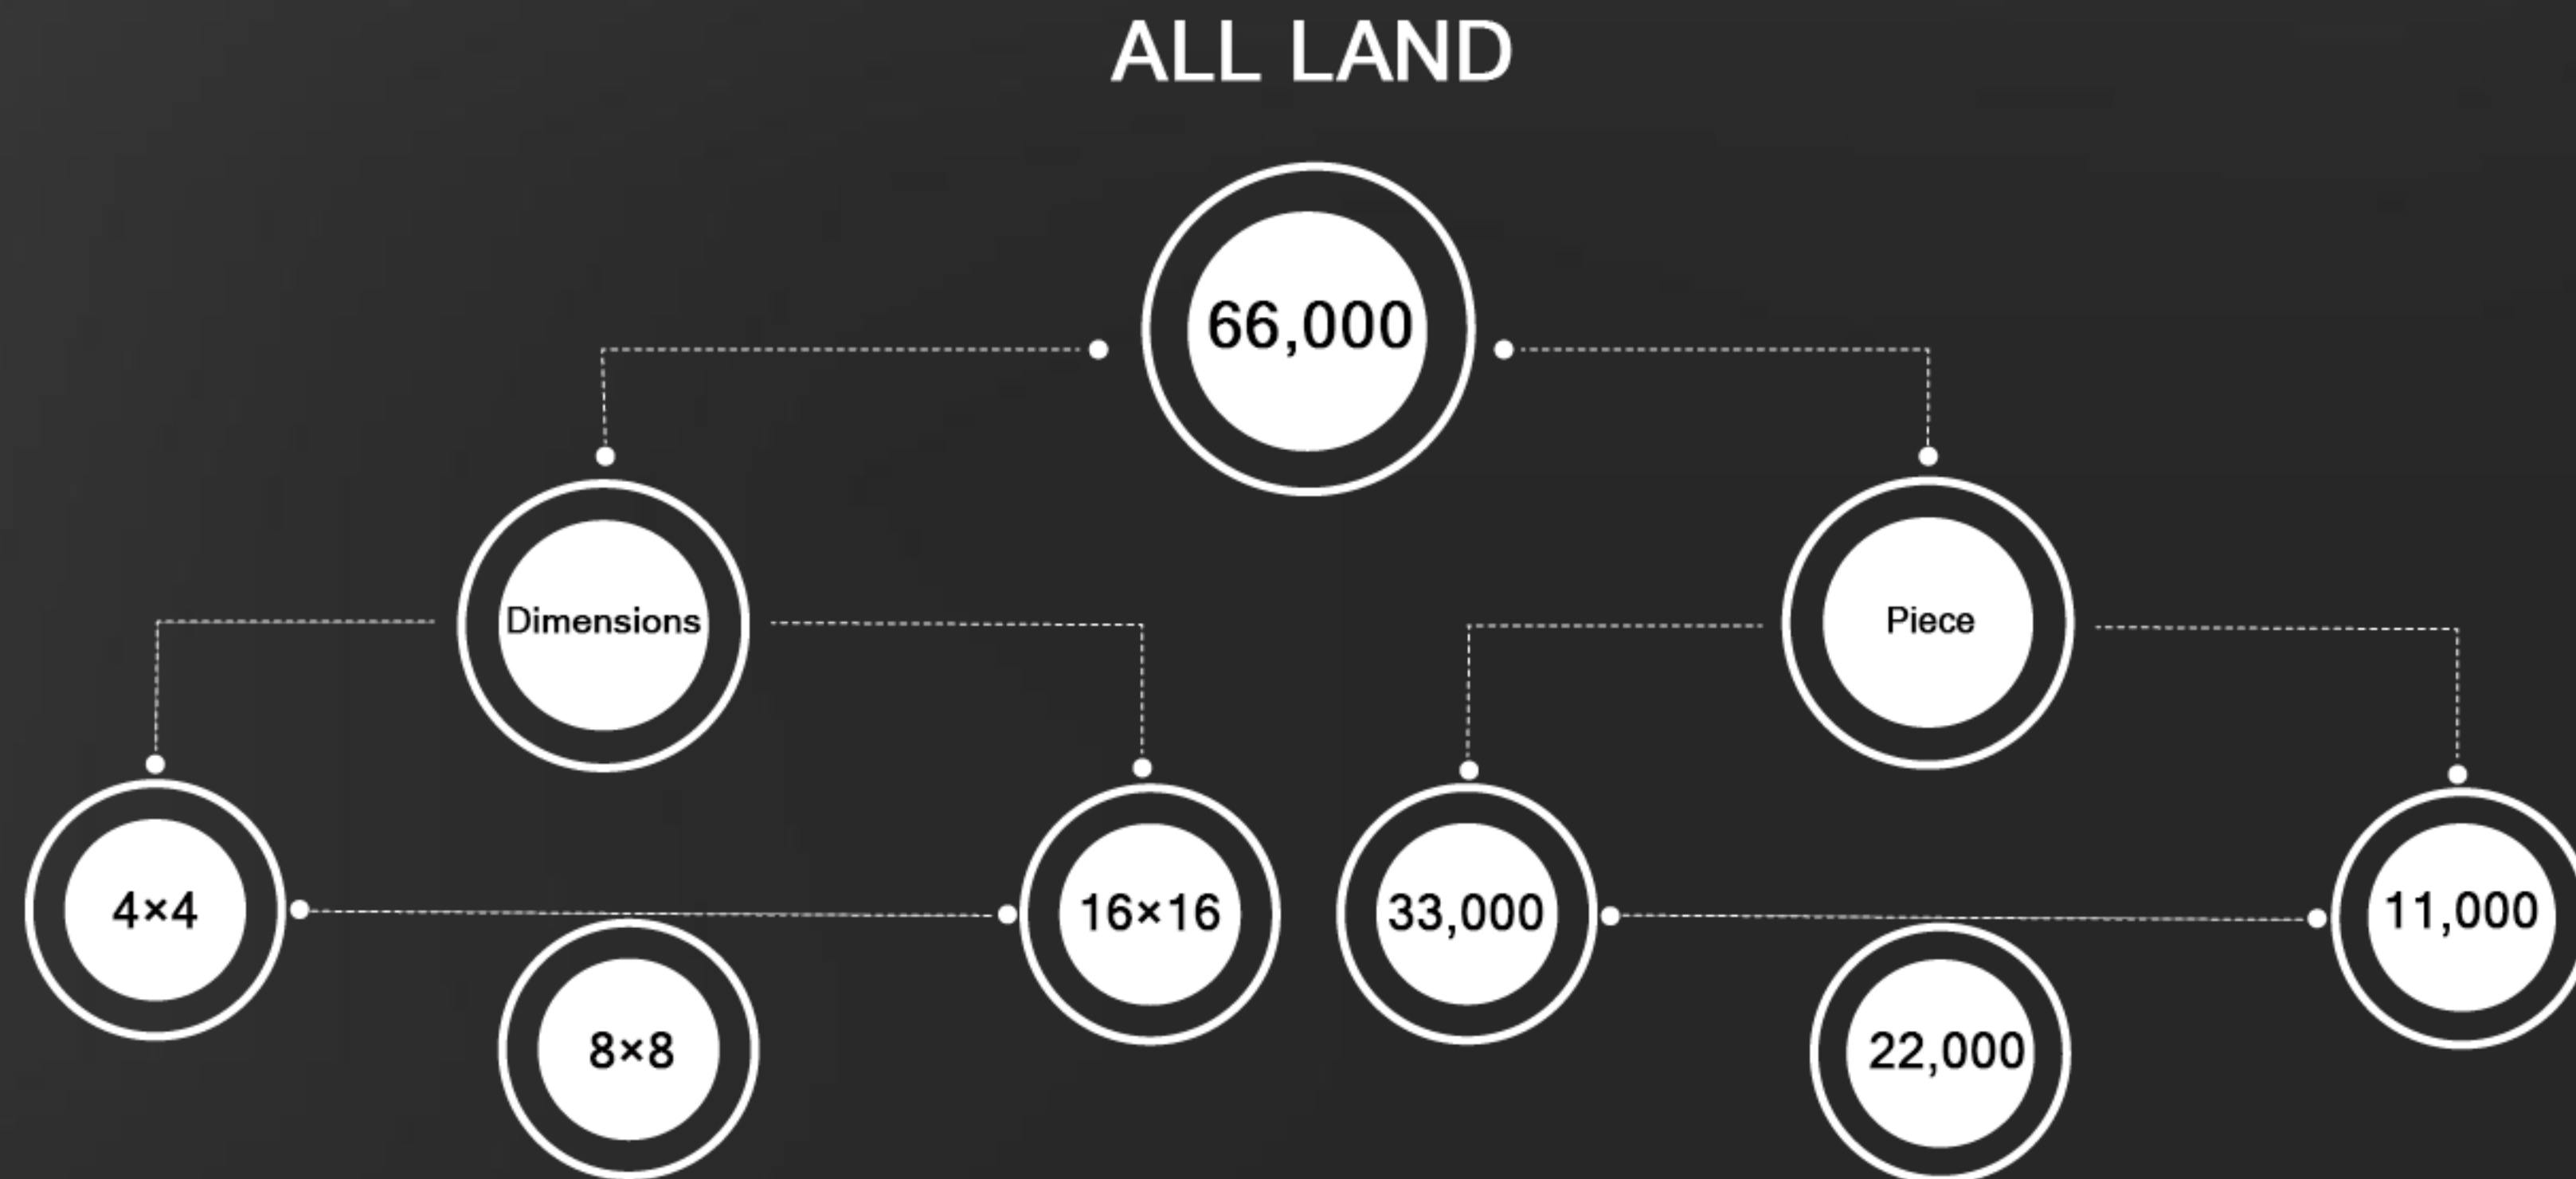 ALL LAND
66,000
Dimensions
Piece
4×4
16×16
33,000
11,000
8×8
22,000